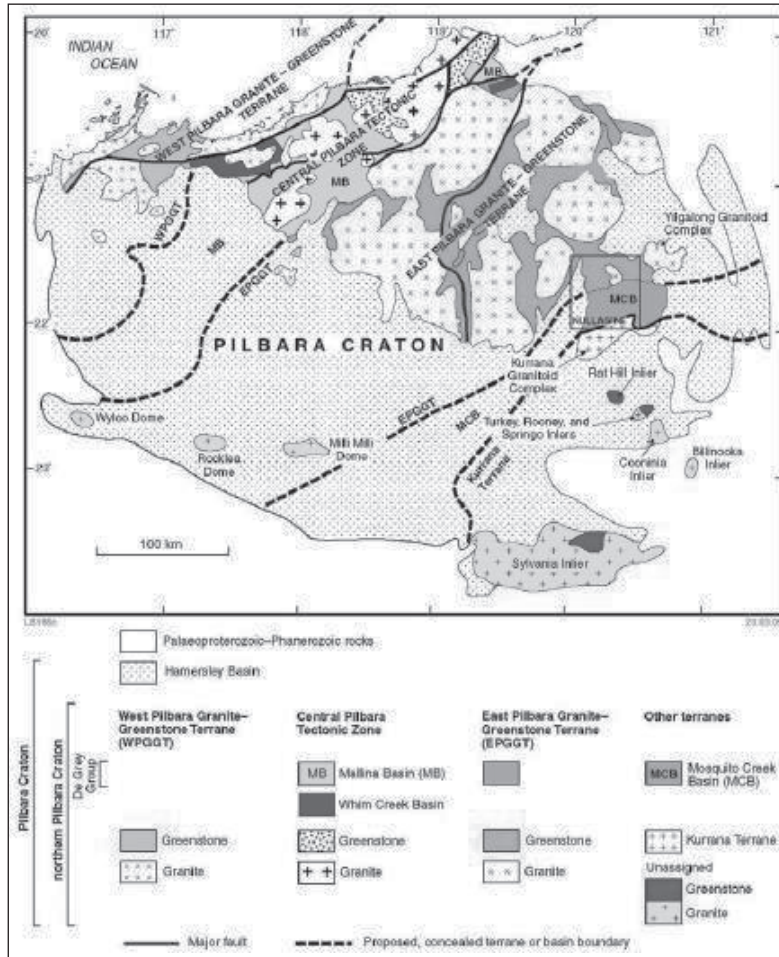 20'
117'
118'
119'
120'
121'
INDIAN
OCEAN
WEST PILBARA GRANITE – GREENSTONE
TERRANE
MB
CENTRAL PILBARA TECTONIC
ZONE
MB
EAST PILBARA GRANITE – GREENSTONE
TERRANE
WPGGT
MB
EPGGT
Yilgalong Granitoid
Complex
MCB
22'
PILBARA CRATON
Kurrana
Granitoid
Complex
Rat Hill Inlier
EPGGT
MCB
Kurrana
Terrane
Turkey, Rooney, and
Springo Inliers
Wyloo Dome
Rocklea
Dome
Milli Milli
Dome
Cooninia
Inlier
Billinooka
Inlier
100 km
Sylvania Inlier
Palaeoproterozoic–Phanerozoic rocks
Hamersley Basin
Pilbara Craton
northern Pilbara Craton
De Grey
Group
West Pilbara Granite–
Greenstone Terrane
(WPGGT)
Greenstone
Granite
Central Pilbara
Tectonic Zone
MB Mallina Basin (MB)
Whim Creek Basin
Greenstone
Granite
East Pilbara Granite–
Greenstone Terrane
(EPGGT)
Greenstone
Granite
Other terranes
MCB Mosquito Creek
Basin (MCB)
Kurrana Terrane
Unassigned
Greenstone
Granite
Major fault
Proposed, concealed terrane or basin boundary